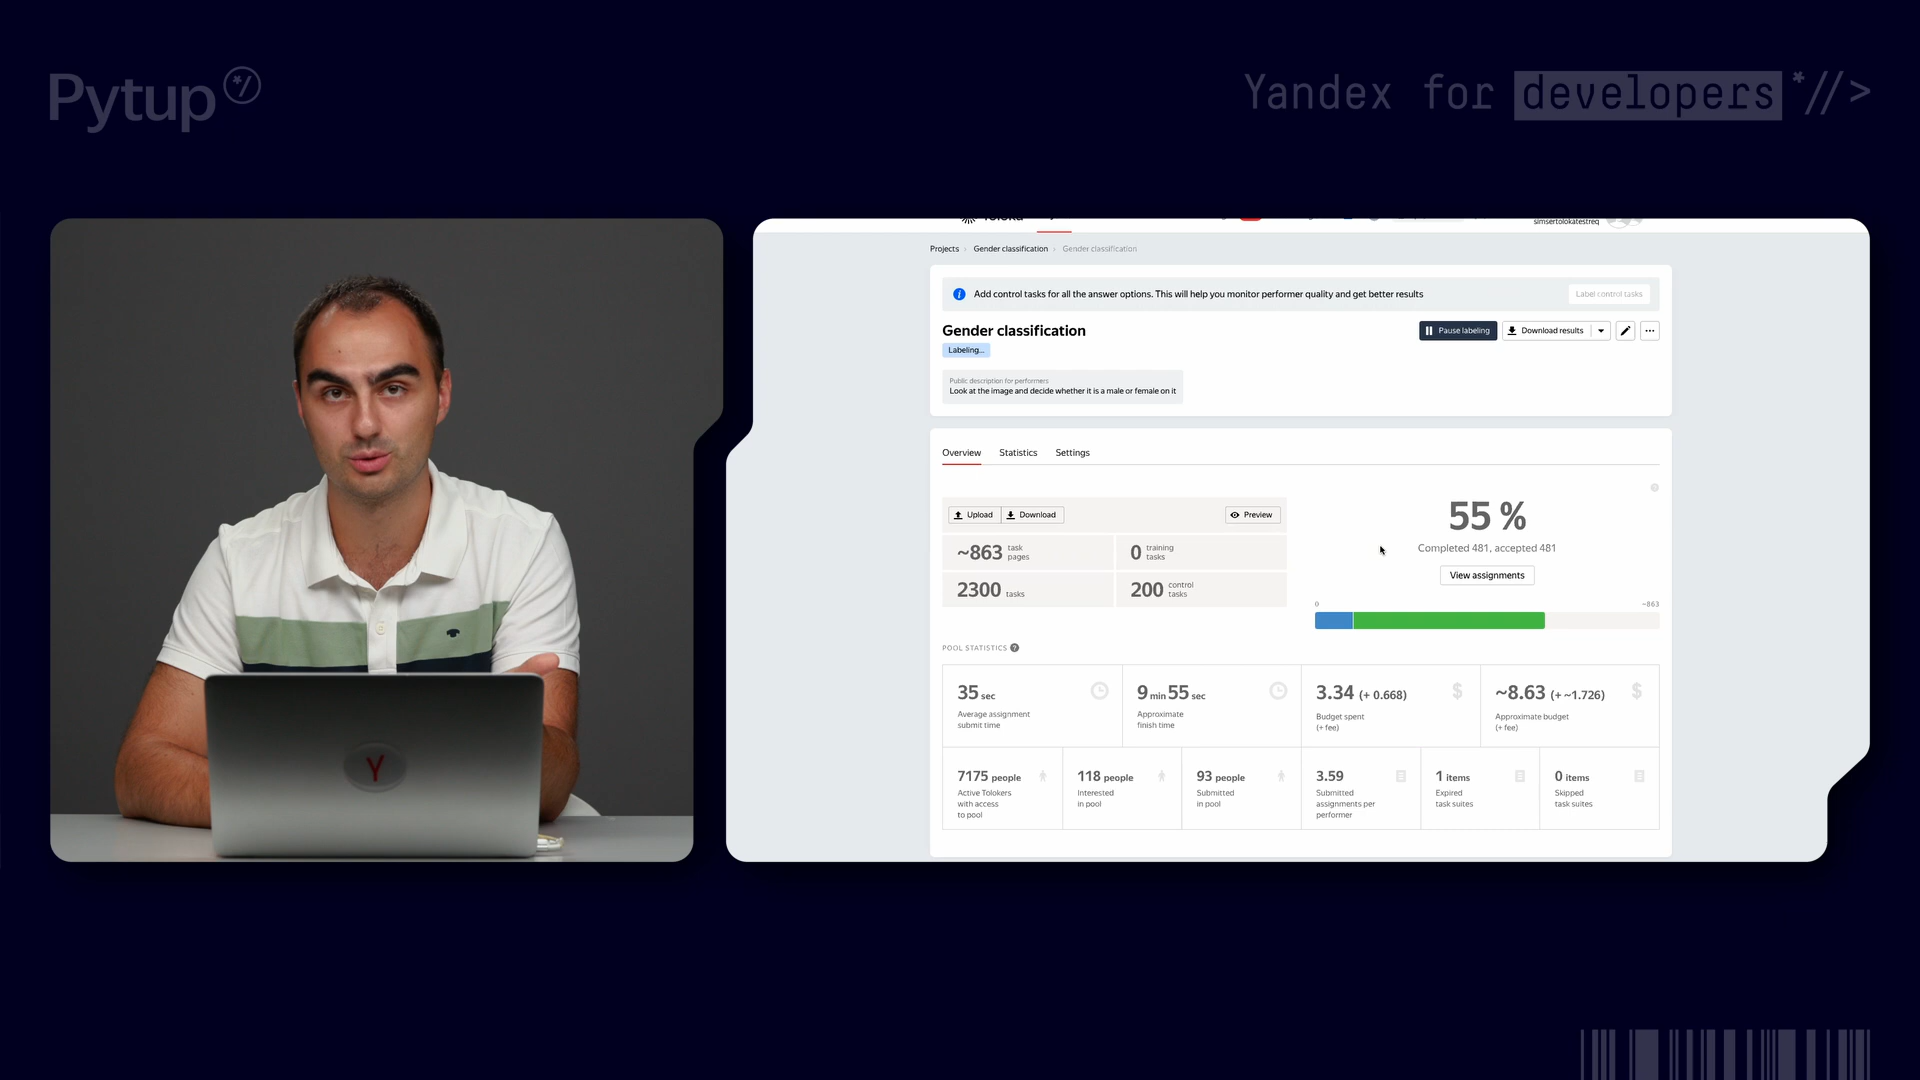 Pytup
Yandex for developers *//>
simsertolokatestreq
Projects › Gender classification › Gender classification
Add control tasks for all the answer options. This will help you monitor performer quality and get better results
Label control tasks
Gender classification
Pause labeling
Download results
Labeling...
Public description for performers
Look at the image and decide whether it is a male or female on it
Overview
Statistics
Settings
Upload
Download
Preview
~863 task pages
0 training tasks
2300 tasks
200 control tasks
55 %
Completed 481, accepted 481
View assignments
0
~863
POOL STATISTICS ?
35 sec
Average assignment
submit time
9 min 55 sec
Approximate
finish time
3.34 (+ 0.668)
Budget spent
(+ fee)
~8.63 (+ ~1.726)
Approximate budget
(+ fee)
7175 people
Active Tolokers
with access
to pool
118 people
Interested
in pool
93 people
Submitted
in pool
3.59
Submitted
assignments per
performer
1 items
Expired
task suites
0 items
Skipped
task suites
Y